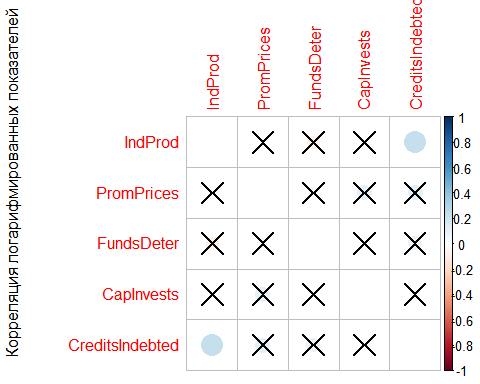 Корреляция логарифмированных показателей
IndProd
PromPrices
FundsDeter
CapInvests
CreditsIndebted
IndProd
PromPrices
FundsDeter
CapInvests
CreditsIndebted
1
0.8
0.6
0.4
0.2
0
-0.2
-0.4
-0.6
-0.8
-1